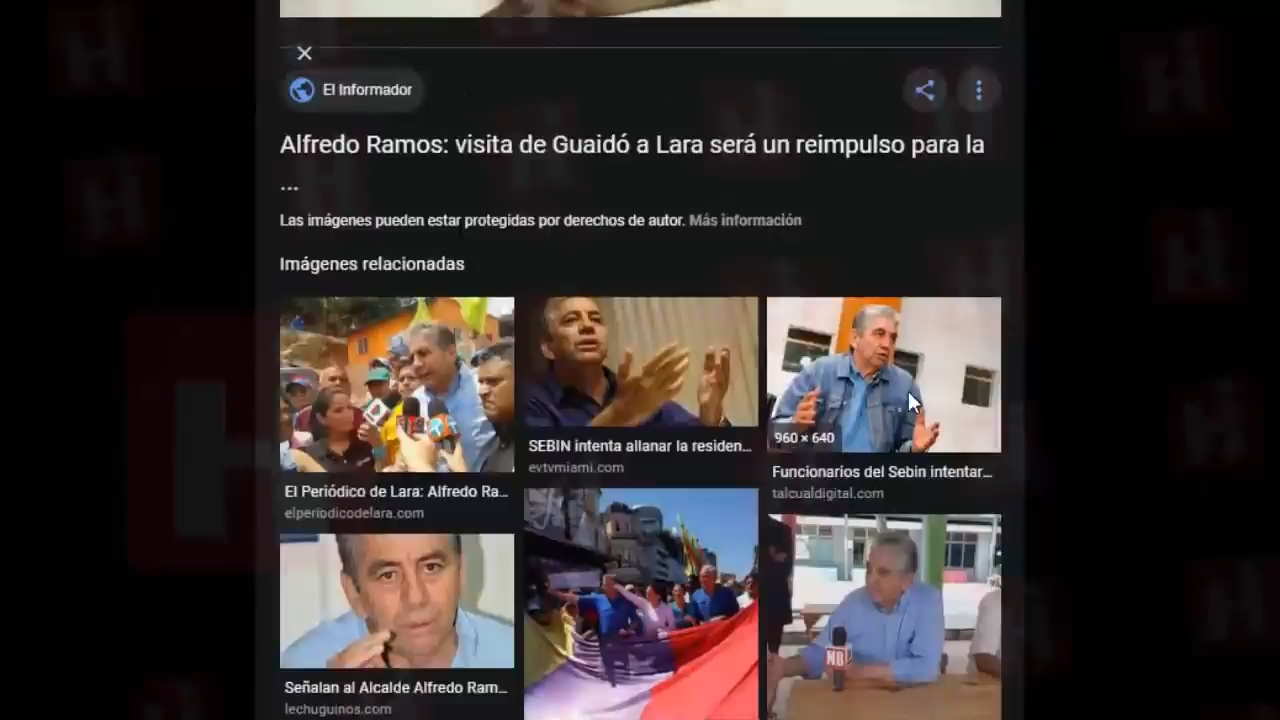 El Informador
Alfredo Ramos: visita de Guaidó a Lara será un reimpulso para la
...
Las imágenes pueden estar protegidas por derechos de autor. Más información
Imágenes relacionadas
960 × 640
SEBIN intenta allanar la residen...
evtvmiami.com
Funcionarios del Sebin intentar...
talcualdigital.com
El Periódico de Lara: Alfredo Ra...
elperiodicodelara.com
NB
Señalan al Alcalde Alfredo Ram...
lechuguinos.com